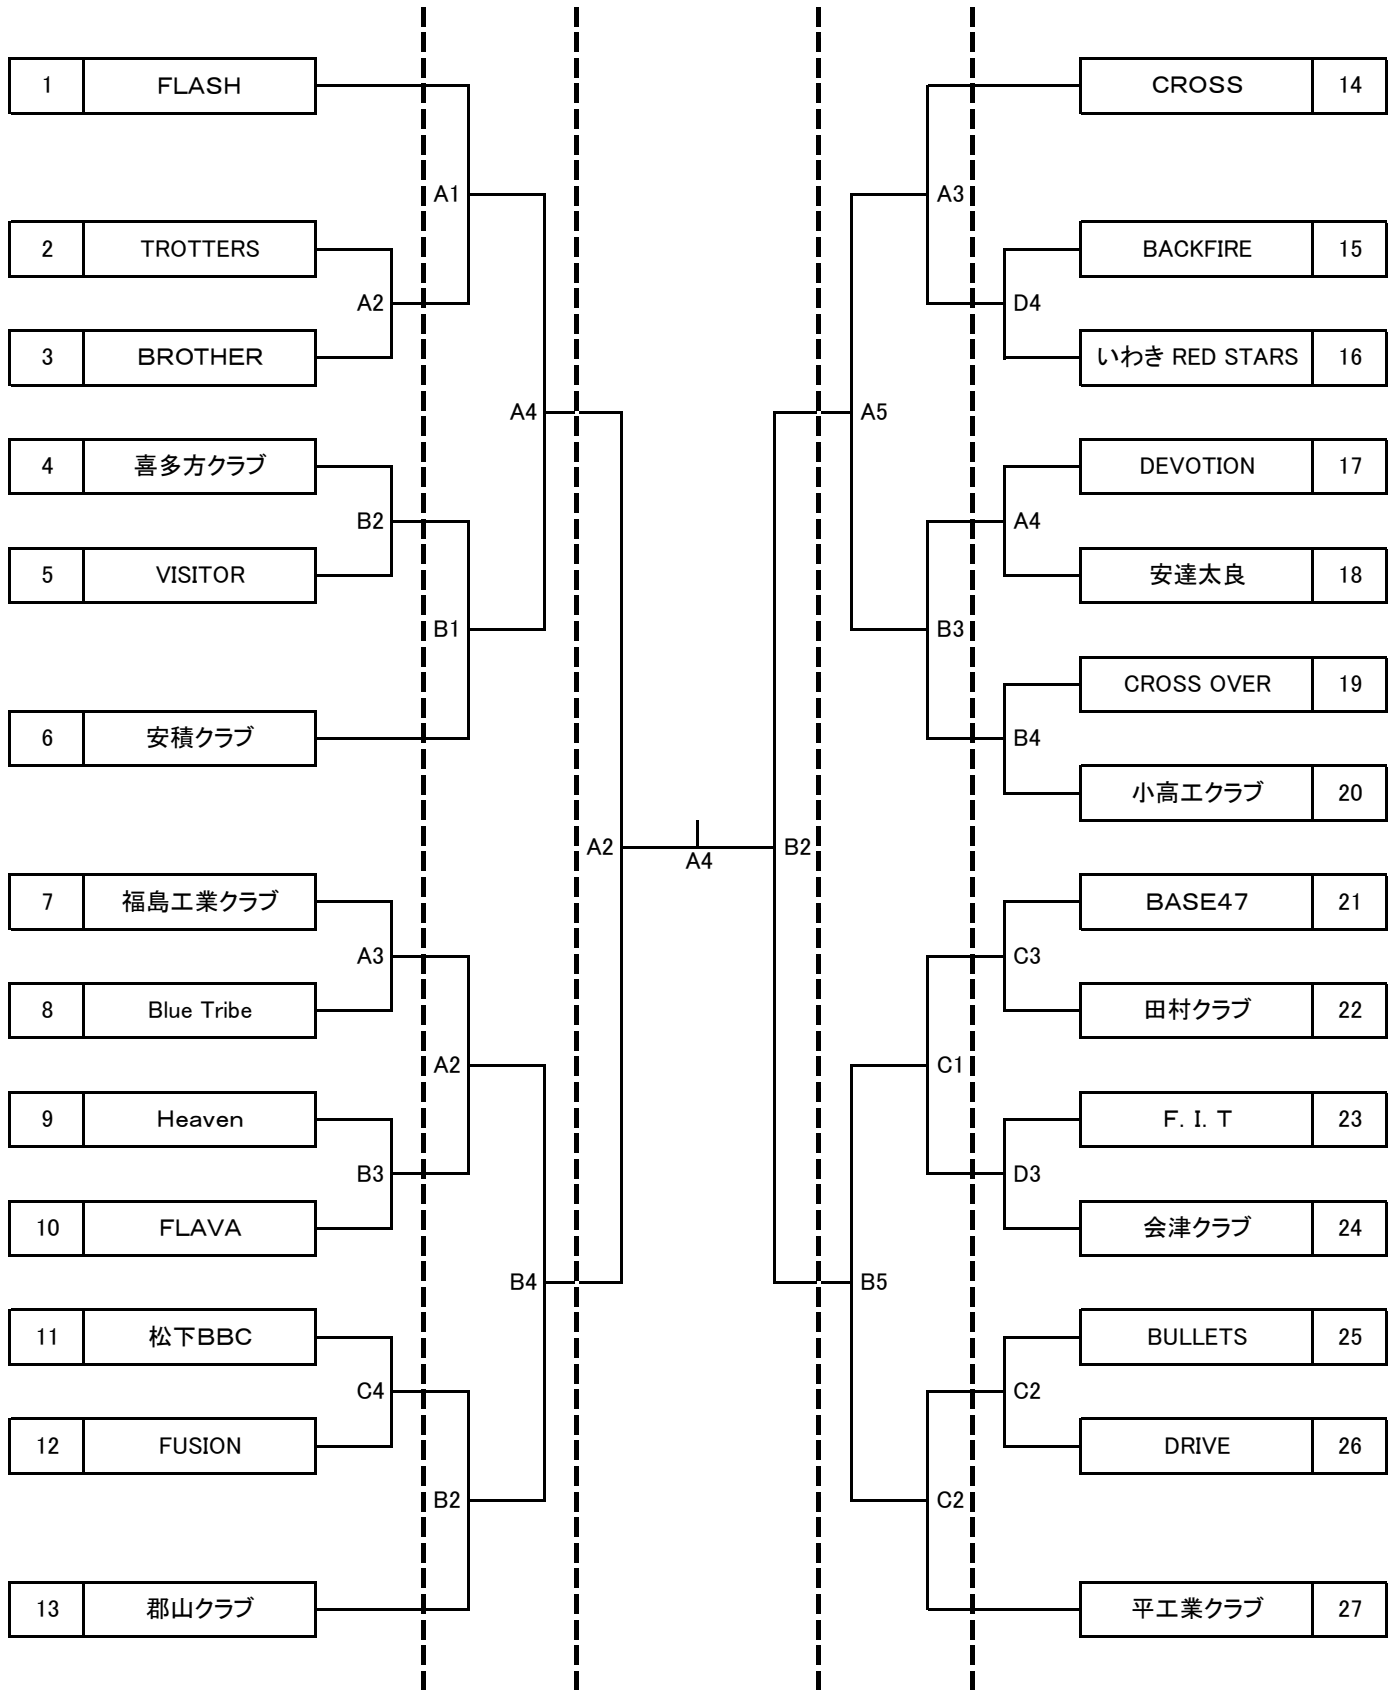 1 FLASH
A1
2 TROTTERS
A2
3 BROTHER
A4
4 喜多方クラブ
B2
5 VISITOR
B1
6 安積クラブ
A2
7 福島工業クラブ
A3
8 Blue Tribe
A2
9 Heaven
B3
10 FLAVA
B4
11 松下BBC
C4
12 FUSION
B2
13 郡山クラブ
A4
CROSS 14
A3
BACKFIRE 15
D4
いわき RED STARS 16
A5
DEVOTION 17
A4
安達太良 18
B3
CROSS OVER 19
B4
小高工クラブ 20
B2
BASE47 21
C3
田村クラブ 22
C1
F. I. T 23
D3
会津クラブ 24
B5
BULLETS 25
C2
DRIVE 26
C2
平工業クラブ 27